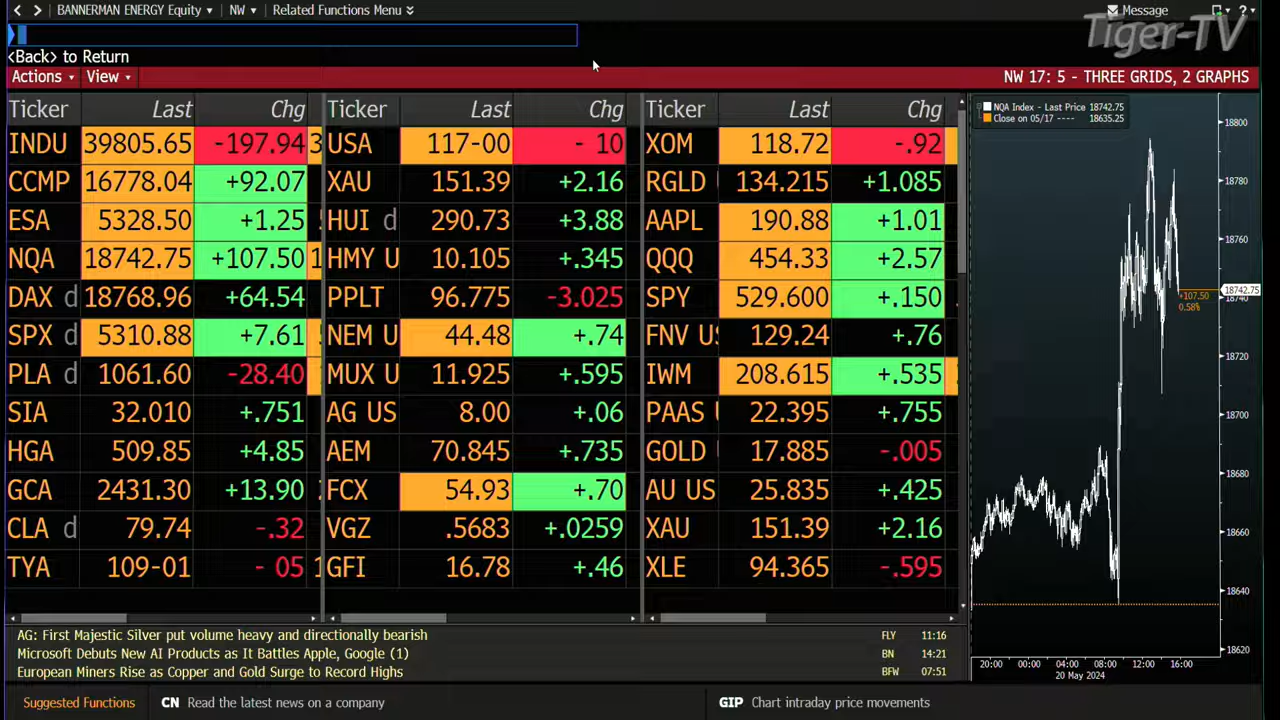 BANNERMAN ENERGY Equity NW Related Functions Menu Message ?
Tiger-TV
<Back> to Return
Actions View NW 17: 5 - THREE GRIDS, 2 GRAPHS
Ticker Last Chg Ticker Last Chg Ticker Last Chg
INDU 39805.65 -197.94 3 USA 117-00 - 10 XOM 118.72 -.92
CCMP 16778.04 +92.07 XAU 151.39 +2.16 RGLD 134.215 +1.085
ESA 5328.50 +1.25 HUI d 290.73 +3.88 AAPL 190.88 +1.01
NQA 18742.75 +107.50 1 HMY U 10.105 +.345 QQQ 454.33 +2.57
DAX d 18768.96 +64.54 PPLT 96.775 -3.025 SPY 529.600 +.150
SPX d 5310.88 +7.61 NEM U 44.48 +.74 FNV US 129.24 +.76
PLA d 1061.60 -28.40 MUX U 11.925 +.595 IWM 208.615 +.535
SIA 32.010 +.751 AG US 8.00 +.06 PAAS 22.395 +.755
HGA 509.85 +4.85 AEM 70.845 +.735 GOLD 17.885 -.005
GCA 2431.30 +13.90 FCX 54.93 +.70 AU US 25.835 +.425
CLA d 79.74 -.32 VGZ .5683 +.0259 XAU 151.39 +2.16
TYA 109-01 - 05 1 GFI 16.78 +.46 XLE 94.365 -.595
NQA Index - Last Price 18742.75
Close on 05/17 ---- 18635.25
18800
18780
18760
18742.75
18740
+107.50
0.58%
18720
18700
18680
18660
18640
18620
20:00 00:00 04:00 08:00 12:00 16:00
20 May 2024
AG: First Majestic Silver put volume heavy and directionally bearish FLY 11:16
Microsoft Debuts New AI Products as It Battles Apple, Google (1) BN 14:21
European Miners Rise as Copper and Gold Surge to Record Highs BFW 07:51
Suggested Functions CN Read the latest news on a company GIP Chart intraday price movements